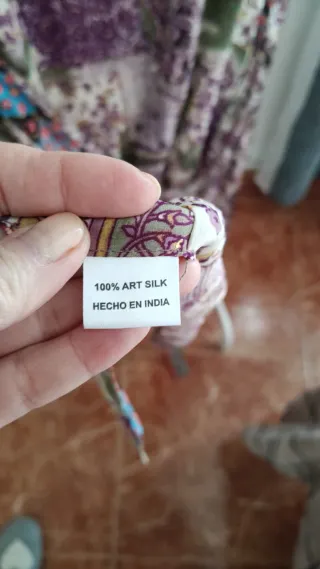 100% ART SILK
HECHO EN INDIA